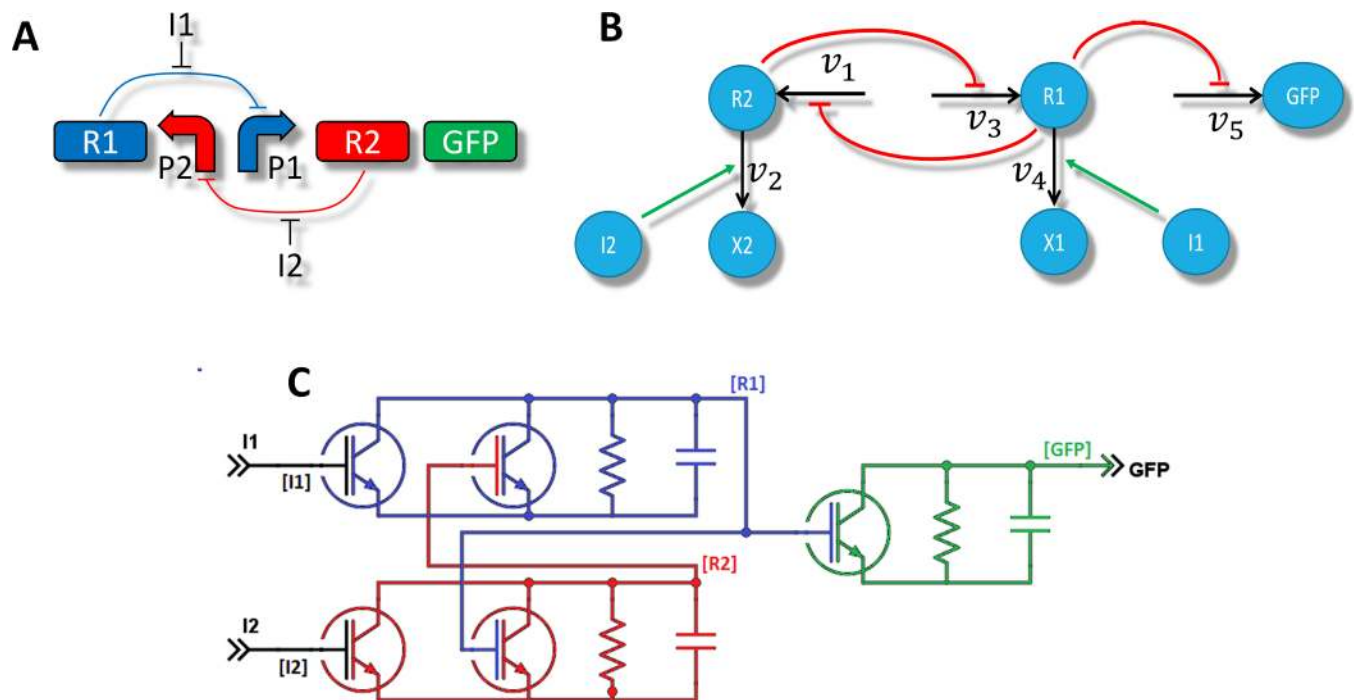 A
I1
R1
P2
P1
R2
GFP
I2
B
R2
v1
v3
R1
v5
GFP
v2
v4
I2
X2
X1
I1
C
[R1]
I1
[I1]
[GFP]
GFP
[R2]
I2
[I2]